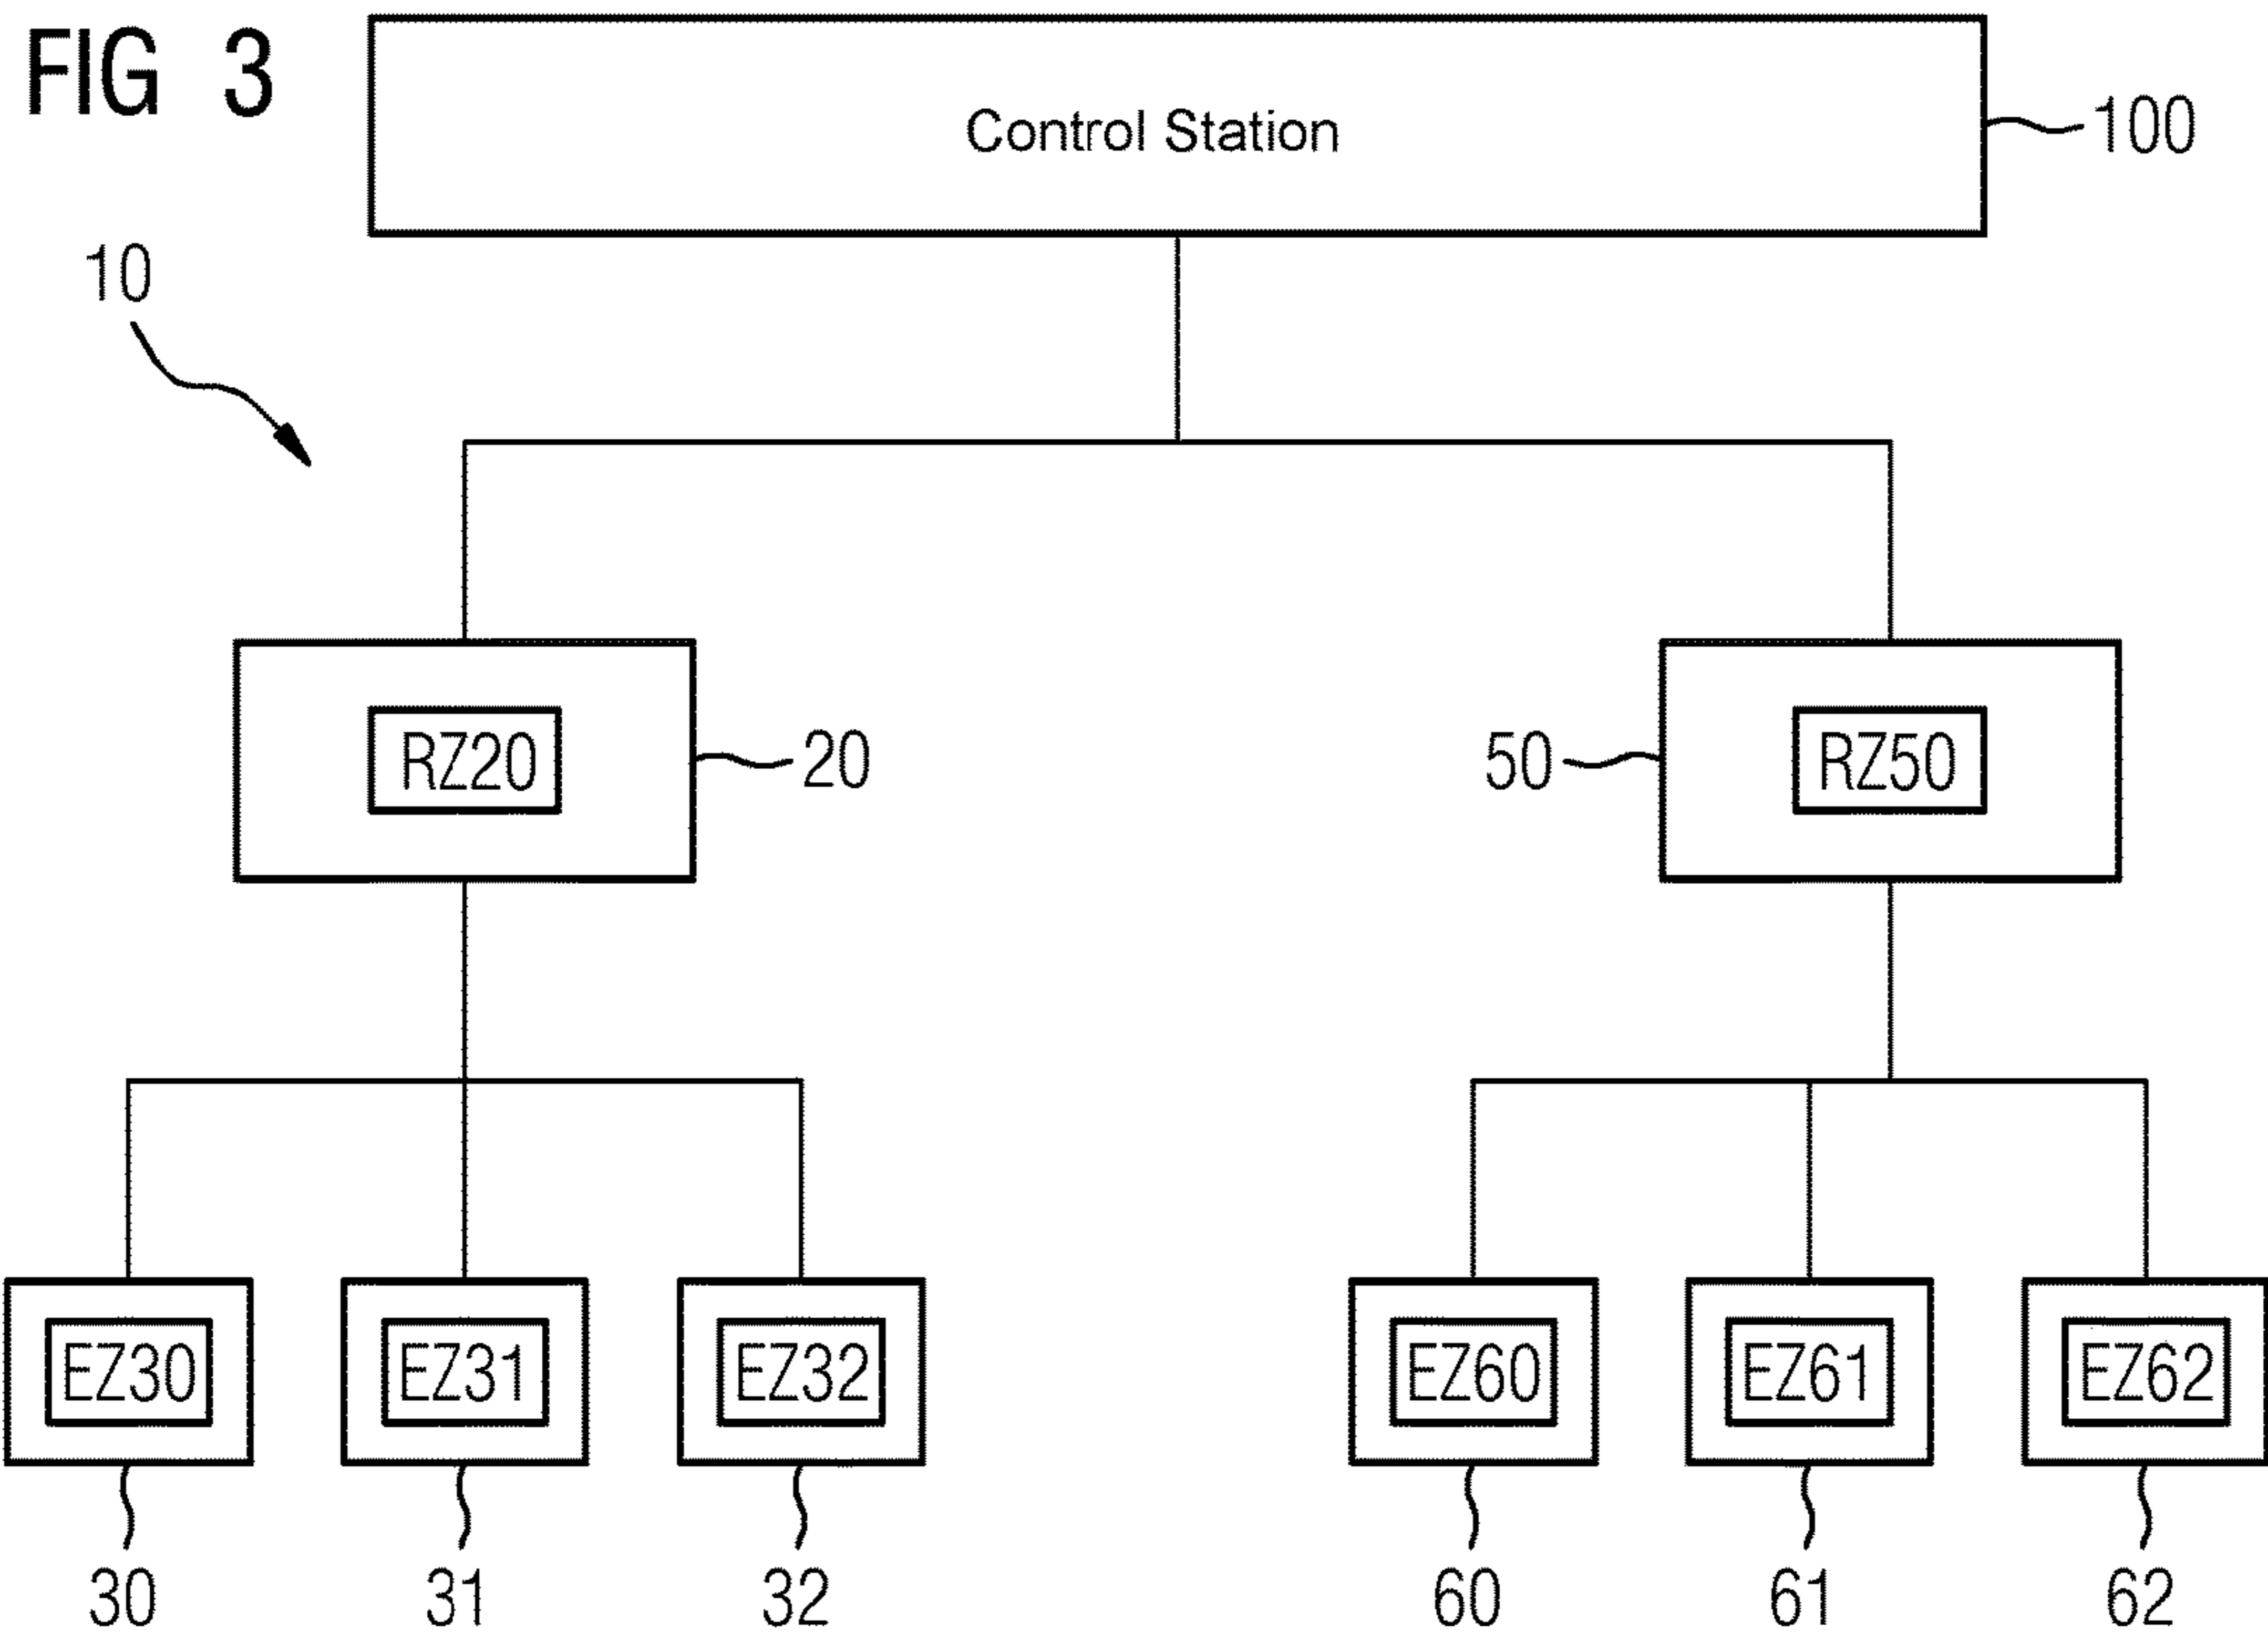 FIG 3
Control Station
100
10
RZ20
20
50
RZ50
EZ30
EZ31
EZ32
EZ60
EZ61
EZ62
30
31
32
60
61
62